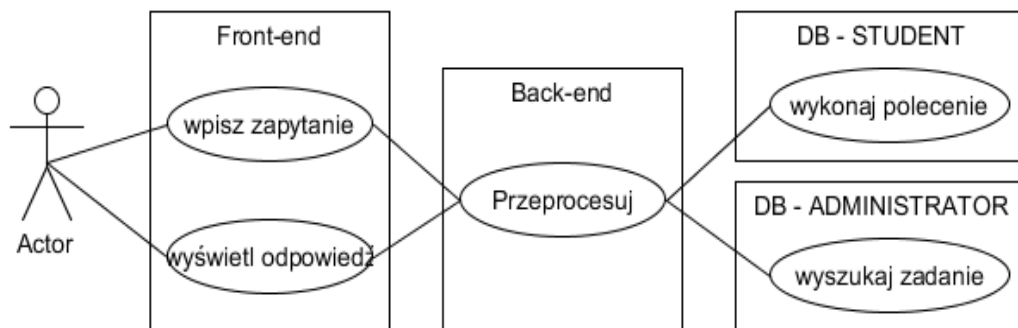 Front-end
wpisz zapytanie
wyświetl odpowiedź
Actor
Back-end
Przeprocesuj
DB - STUDENT
wykonaj polecenie
DB - ADMINISTRATOR
wyszukaj zadanie